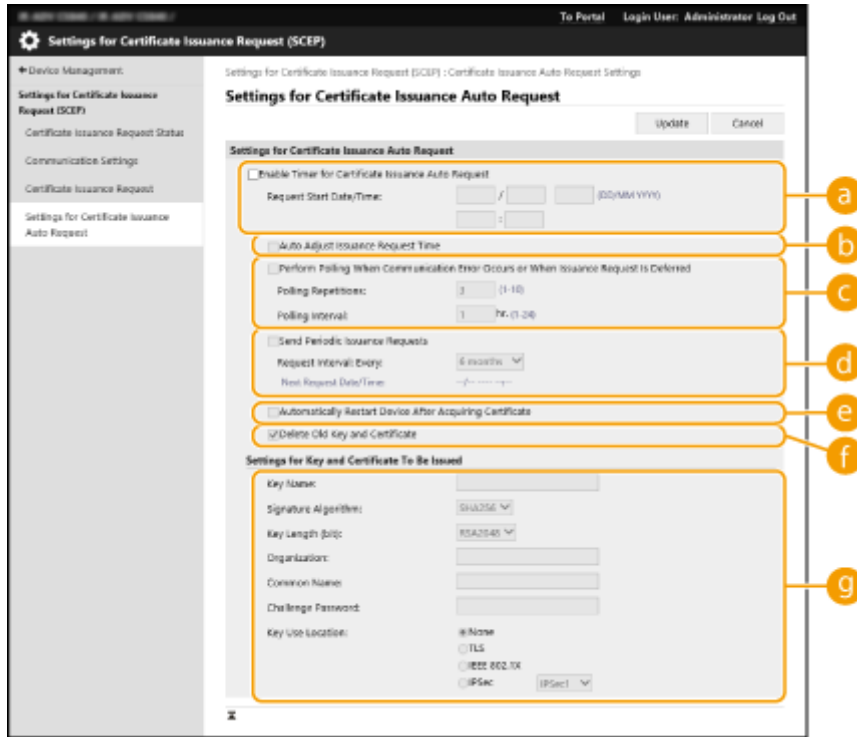 To Portal Login User: Administrator Log Out
Settings for Certificate Issuance Request (SCEP)
Device Management
Settings for Certificate Issuance
Request (SCEP)
Certificate Issuance Request Status
Communication Settings
Certificate Issuance Request
Settings for Certificate Issuance
Auto Request
Settings for Certificate Issuance Request (SCEP) : Certificate Issuance Auto Request Settings
Settings for Certificate Issuance Auto Request
Update Cancel
Settings for Certificate Issuance Auto Request
Enable Timer for Certificate Issuance Auto Request
Request Start Date/Time: / (DD/MM YYYY)
:
a
Auto Adjust Issuance Request Time
b
Perform Polling When Communication Error Occurs or When Issuance Request Is Deferred
Polling Repetitions: 3 (1-10)
Polling Interval: 1 hr. (1-24)
c
Send Periodic Issuance Requests
Request Interval: Every: 6 months
Next Request Date/Time: --/-- ---- --:--
d
Automatically Restart Device After Acquiring Certificate
e
Delete Old Key and Certificate
f
Settings for Key and Certificate To Be Issued
Key Name:
Signature Algorithm: SHA256
Key Length (bit): RSA2048
Organization:
Common Name:
Challenge Password:
Key Use Location: None
TLS
IEEE 802.1X
IPSec IPSec1
g